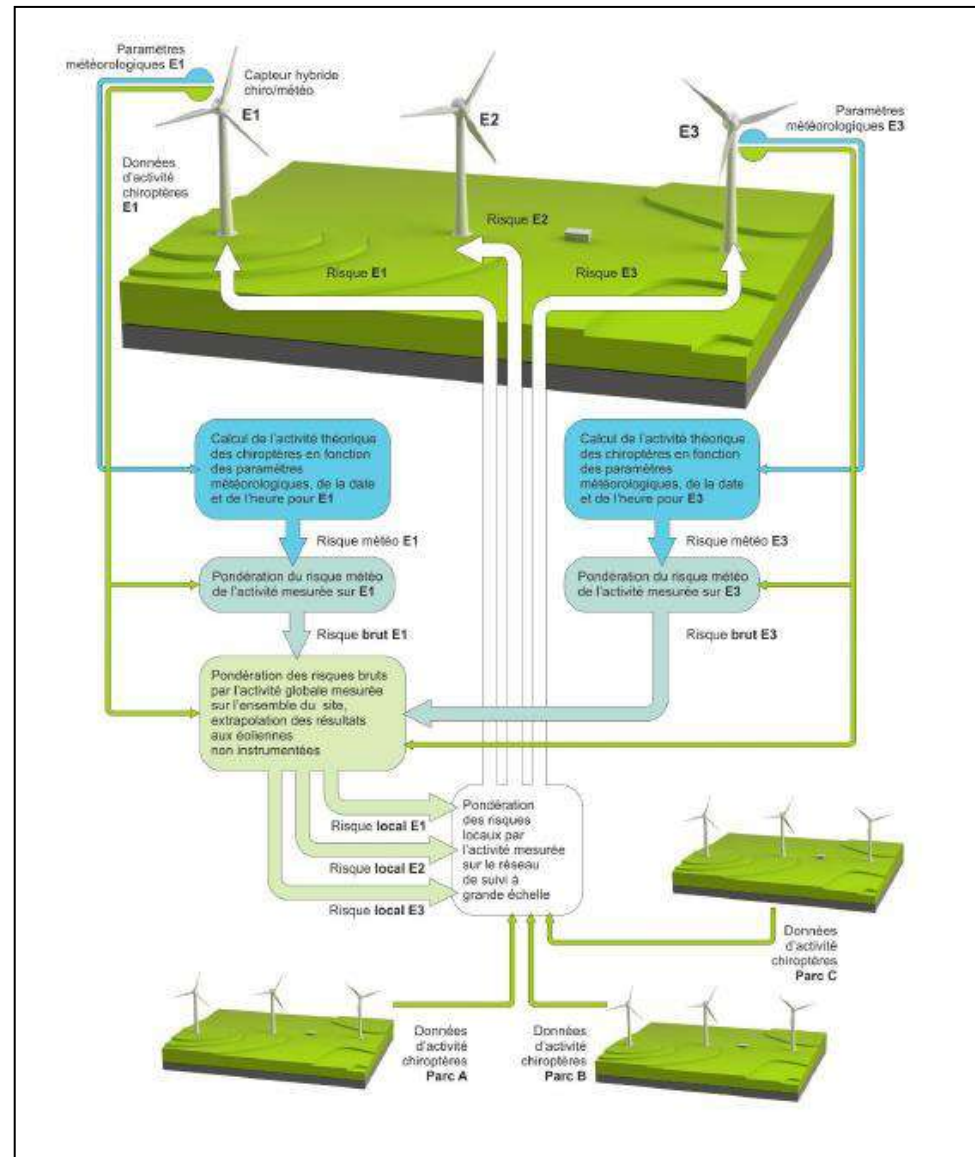 Paramètres
météorologiques E1
Capteur hybride
chiro/météo
E1
E2
E3
Paramètres
météorologiques E3
Données
d'activité
chiroptères
E1
Risque E2
Risque E1
Risque E3
Calcul de l'activité théorique
des chiroptères en fonction
des paramètres
météorologiques, de la date
et de l'heure pour E1
Calcul de l'activité théorique
des chiroptères en fonction
des paramètres
météorologiques, de la date
et de l'heure pour E3
Risque météo E1
Risque météo E3
Pondération du risque météo
de l'activité mesurée sur E1
Pondération du risque météo
de l'activité mesurée sur E3
Risque brut E1
Risque brut E3
Pondération des risques bruts
par l'activité globale mesurée
sur l'ensemble du site,
extrapolation des résultats
aux éoliennes
non instrumentées
Risque local E1
Risque local E2
Risque local E3
Pondération
des risques
locaux par
l'activité mesurée
sur le réseau
de suivi à
grande échelle
Données
d'activité
chiroptères
Parc C
Données
d'activité
chiroptères
Parc A
Données
d'activité
chiroptères
Parc B